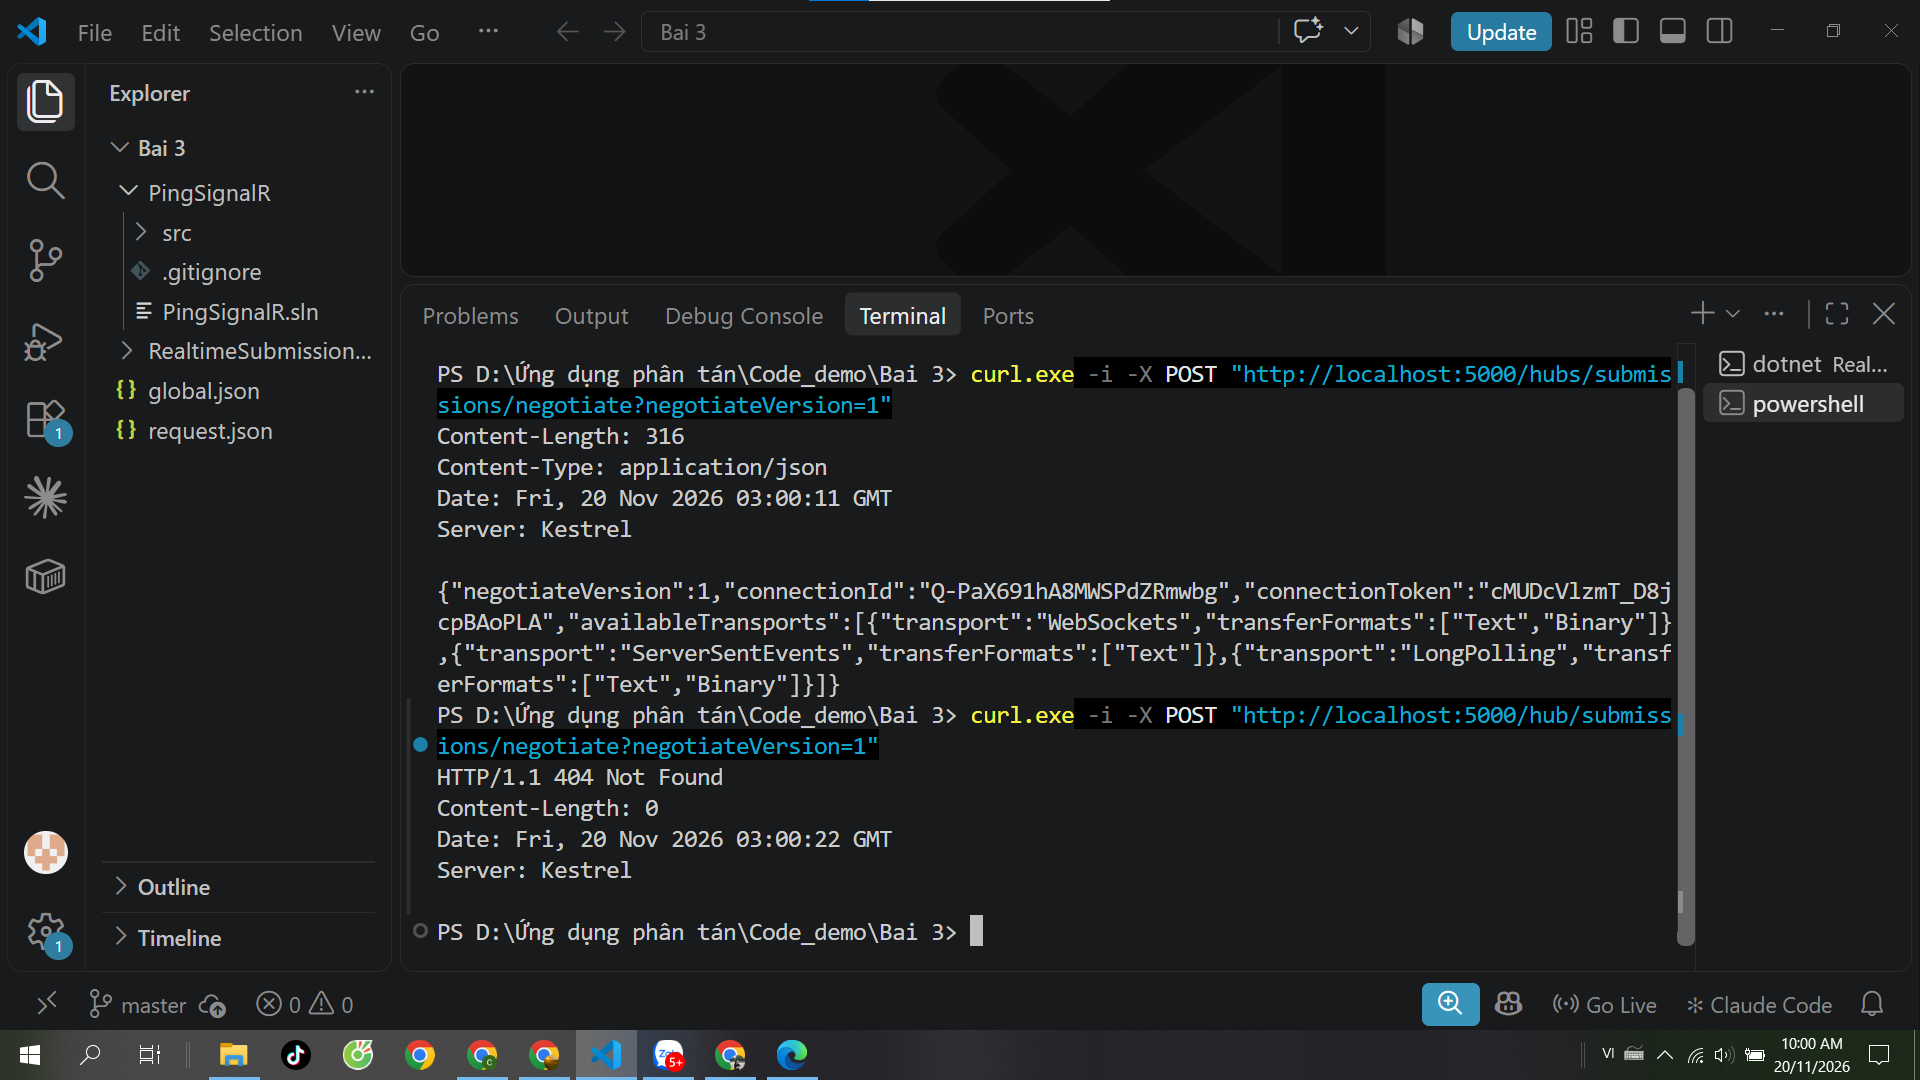 File Edit Selection View Go ··· Bai 3 Update
Explorer ···
Bai 3
PingSignalR
src
.gitignore
PingSignalR.sln
RealtimeSubmission...
{} global.json
{} request.json
1
1
Outline
Timeline
Problems Output Debug Console Terminal Ports
PS D:\Ứng dụng phân tán\Code_demo\Bai 3> curl.exe -i -X POST "http://localhost:5000/hubs/submis
sions/negotiate?negotiateVersion=1"
Content-Length: 316
Content-Type: application/json
Date: Fri, 20 Nov 2026 03:00:11 GMT
Server: Kestrel
{"negotiateVersion":1,"connectionId":"Q-PaX691hA8MWSPdZRmwbg","connectionToken":"cMUDcVlzmT_D8j
cpBAoPLA","availableTransports":[{"transport":"WebSockets","transferFormats":["Text","Binary"]}
,{"transport":"ServerSentEvents","transferFormats":["Text"]},{"transport":"LongPolling","transf
erFormats":["Text","Binary"]}]}
PS D:\Ứng dụng phân tán\Code_demo\Bai 3> curl.exe -i -X POST "http://localhost:5000/hub/submiss
ions/negotiate?negotiateVersion=1"
HTTP/1.1 404 Not Found
Content-Length: 0
Date: Fri, 20 Nov 2026 03:00:22 GMT
Server: Kestrel
PS D:\Ứng dụng phân tán\Code_demo\Bai 3>
dotnet Real...
powershell
master 0 0 Go Live Claude Code
5+
VI
10:00 AM
20/11/2026